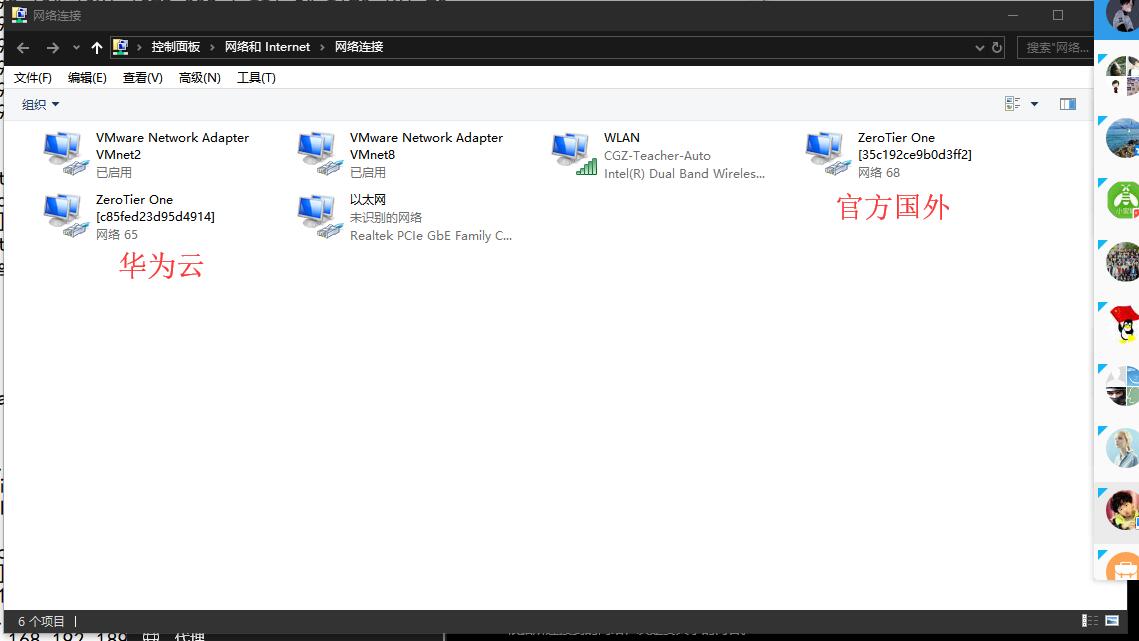 网络连接
控制面板 › 网络和 Internet › 网络连接
搜索"网络...
文件(F) 编辑(E) 查看(V) 高级(N) 工具(T)
组织
VMware Network Adapter
VMnet2
已启用
VMware Network Adapter
VMnet8
已启用
WLAN
CGZ-Teacher-Auto
Intel(R) Dual Band Wireless...
ZeroTier One
[35c192ce9b0d3ff2]
网络 68
官方国外
ZeroTier One
[c85fed23d95d4914]
网络 65
华为云
以太网
未识别的网络
Realtek PCIe GbE Family C...
6 个项目
168.192.189 中 代理